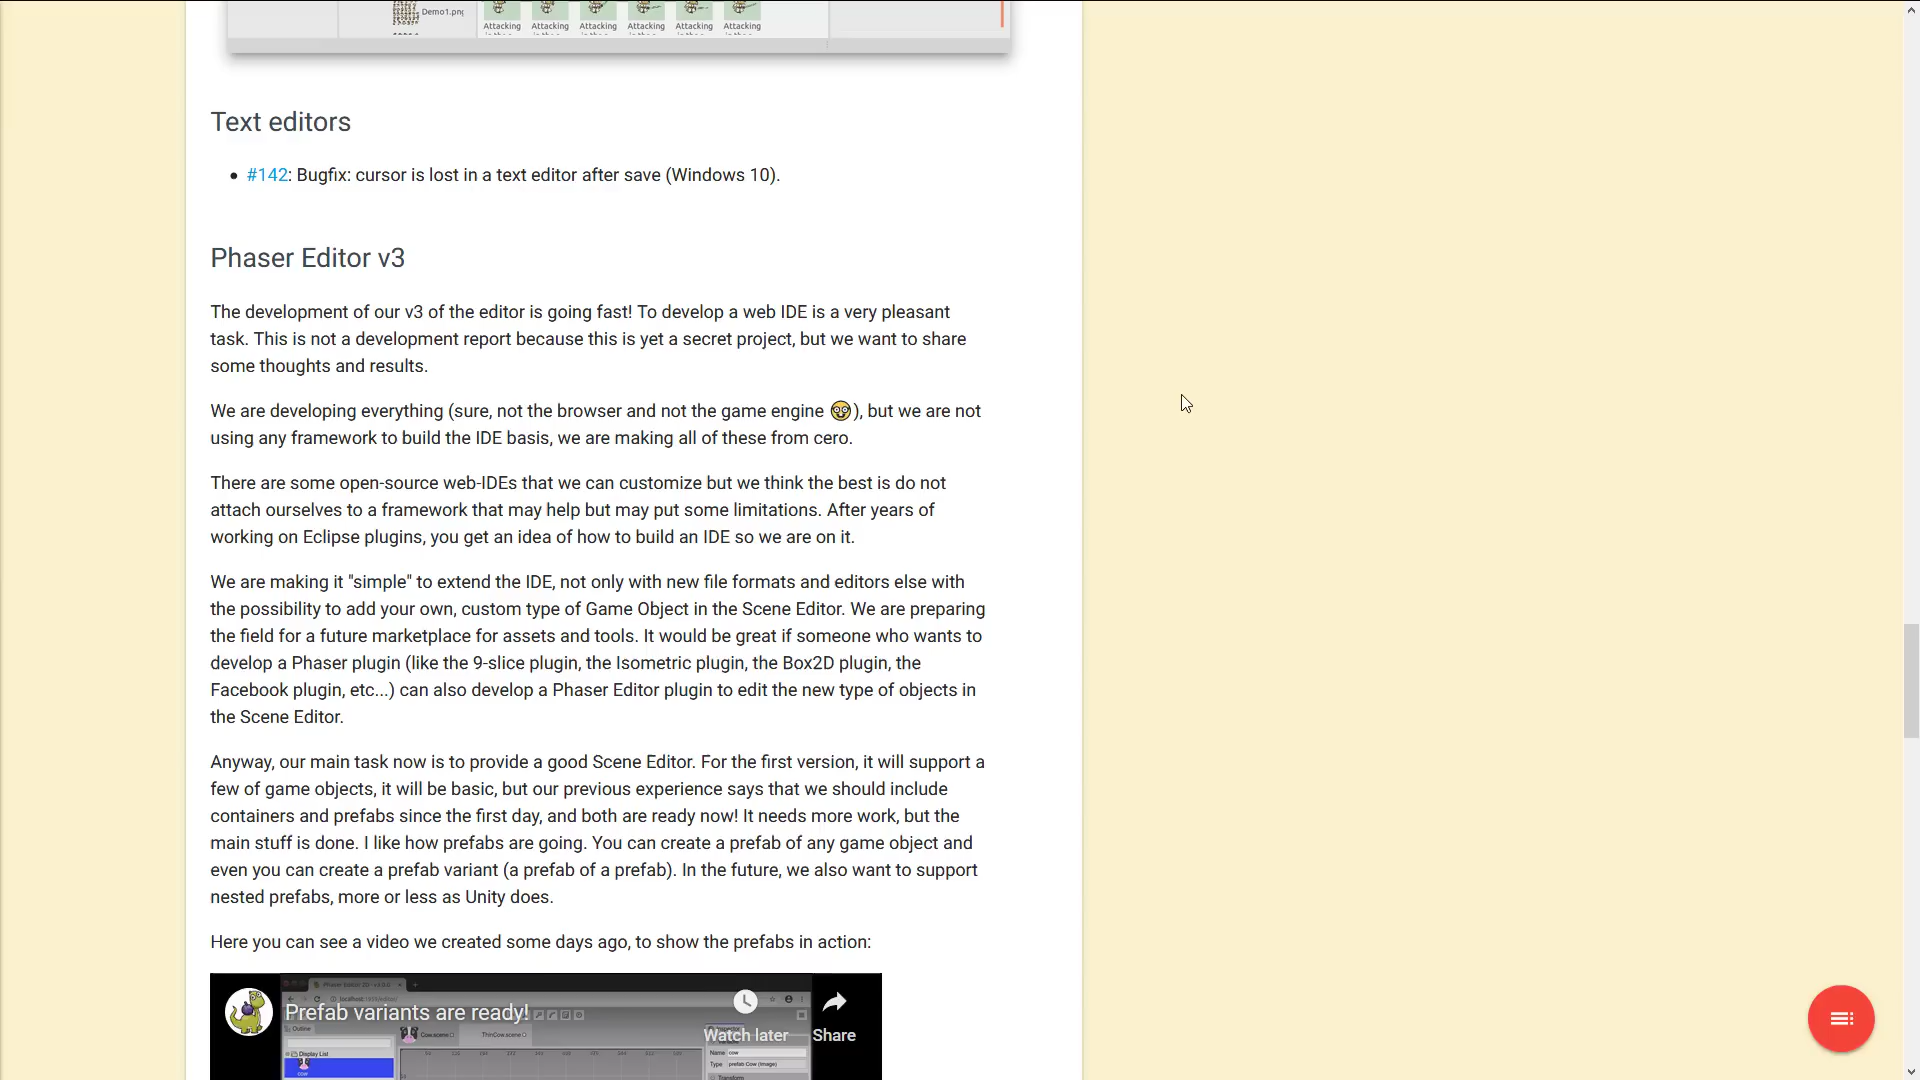 Demo1.png
Attacking Attacking Attacking Attacking Attacking Attacking
Text editors
#142: Bugfix: cursor is lost in a text editor after save (Windows 10).
Phaser Editor v3
The development of our v3 of the editor is going fast! To develop a web IDE is a very pleasant
task. This is not a development report because this is yet a secret project, but we want to share
some thoughts and results.
We are developing everything (sure, not the browser and not the game engine 🤓), but we are not
using any framework to build the IDE basis, we are making all of these from cero.
There are some open-source web-IDEs that we can customize but we think the best is do not
attach ourselves to a framework that may help but may put some limitations. After years of
working on Eclipse plugins, you get an idea of how to build an IDE so we are on it.
We are making it "simple" to extend the IDE, not only with new file formats and editors else with
the possibility to add your own, custom type of Game Object in the Scene Editor. We are preparing
the field for a future marketplace for assets and tools. It would be great if someone who wants to
develop a Phaser plugin (like the 9-slice plugin, the Isometric plugin, the Box2D plugin, the
Facebook plugin, etc...) can also develop a Phaser Editor plugin to edit the new type of objects in
the Scene Editor.
Anyway, our main task now is to provide a good Scene Editor. For the first version, it will support a
few of game objects, it will be basic, but our previous experience says that we should include
containers and prefabs since the first day, and both are ready now! It needs more work, but the
main stuff is done. I like how prefabs are going. You can create a prefab of any game object and
even you can create a prefab variant (a prefab of a prefab). In the future, we also want to support
nested prefabs, more or less as Unity does.
Here you can see a video we created some days ago, to show the prefabs in action:
Prefab variants are ready!
Watch later Share
Outline
Cow.scene
ThinCow.scene
Display List
cow
Name cow
Type prefab Cow (Image)
Transform